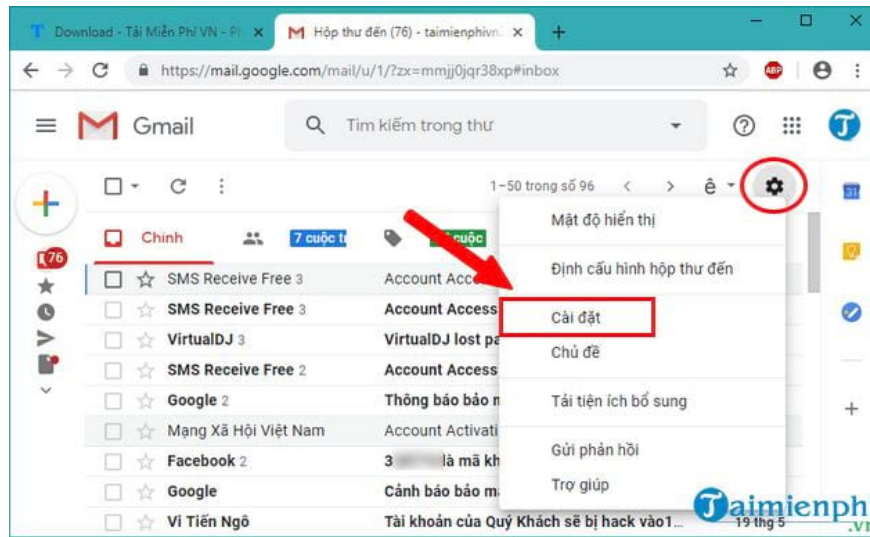 Download - Tải Miễn Phí VN - Ph
Hộp thư đến (76) - taimienphivn.
https://mail.google.com/mail/u/1/?zx=mmjj0jqr38xp#inbox
ABP
Gmail
Tìm kiếm trong thư
1–50 trong số 96
ê
31
Mật độ hiển thị
Chính
7 cuộc t
cuộc
76
Định cấu hình hộp thư đến
SMS Receive Free 3 Account Acce
SMS Receive Free 3 Account Access
Cài đặt
VirtualDJ 3 VirtualDJ lost pa
Chủ đề
SMS Receive Free 2 Account Access
Google 2 Thông báo bảo m
Tải tiện ích bổ sung
Mạng Xã Hội Việt Nam Account Activati
Facebook 2 3 là mã kh
Gửi phản hồi
Google Cảnh báo bảo m
Trợ giúp
Vi Tiến Ngô Tài khoản của Quý Khách sẽ bị hack vào1... 19 thg 5
Taimienph
.vn